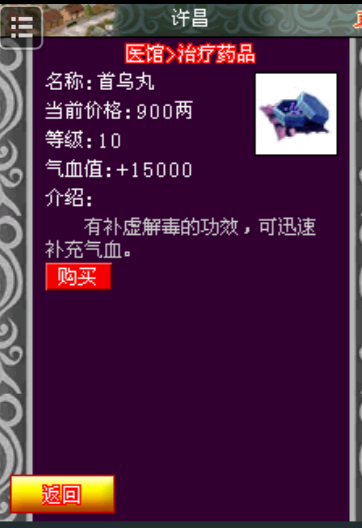 许昌
医馆>治疗药品
名称:首乌丸
当前价格:900两
等级:10
气血值:+15000
介绍:
有补虚解毒的功效，可迅速
补充气血。
购买
返回